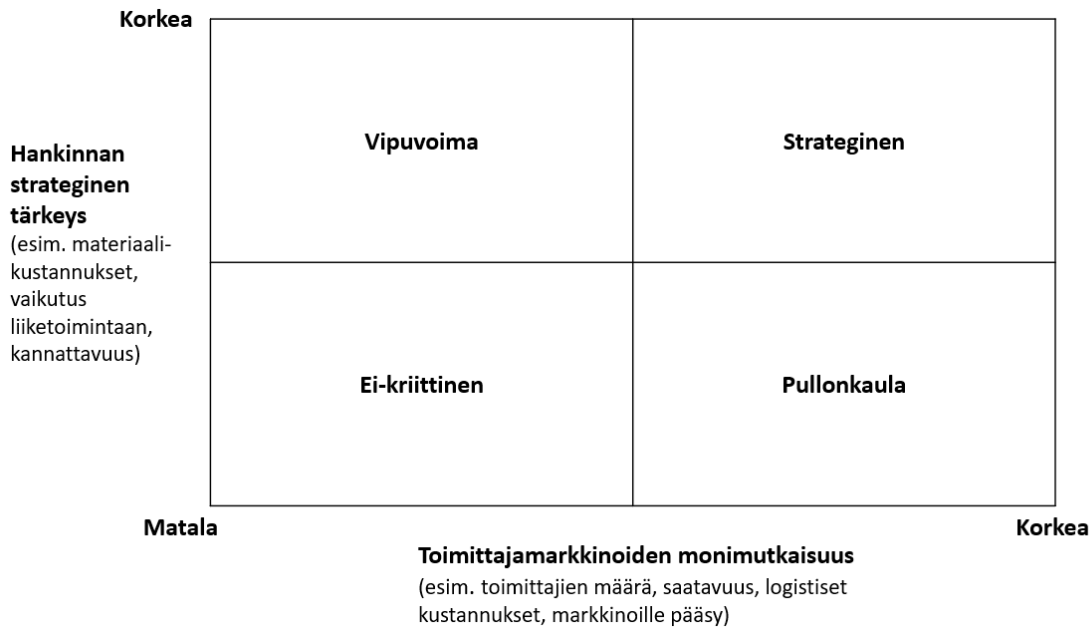 Korkea
Vipuvoima
Strateginen
Hankinnan
strateginen
tärkeys
(esim. materiaali-
kustannukset,
vaikutus
liiketoimintaan,
kannattavuus)
Ei-kriittinen
Pullonkaula
Matala
Korkea
Toimittajamarkkinoiden monimutkaisuus
(esim. toimittajien määrä, saatavuus, logistiset
kustannukset, markkinoille pääsy)